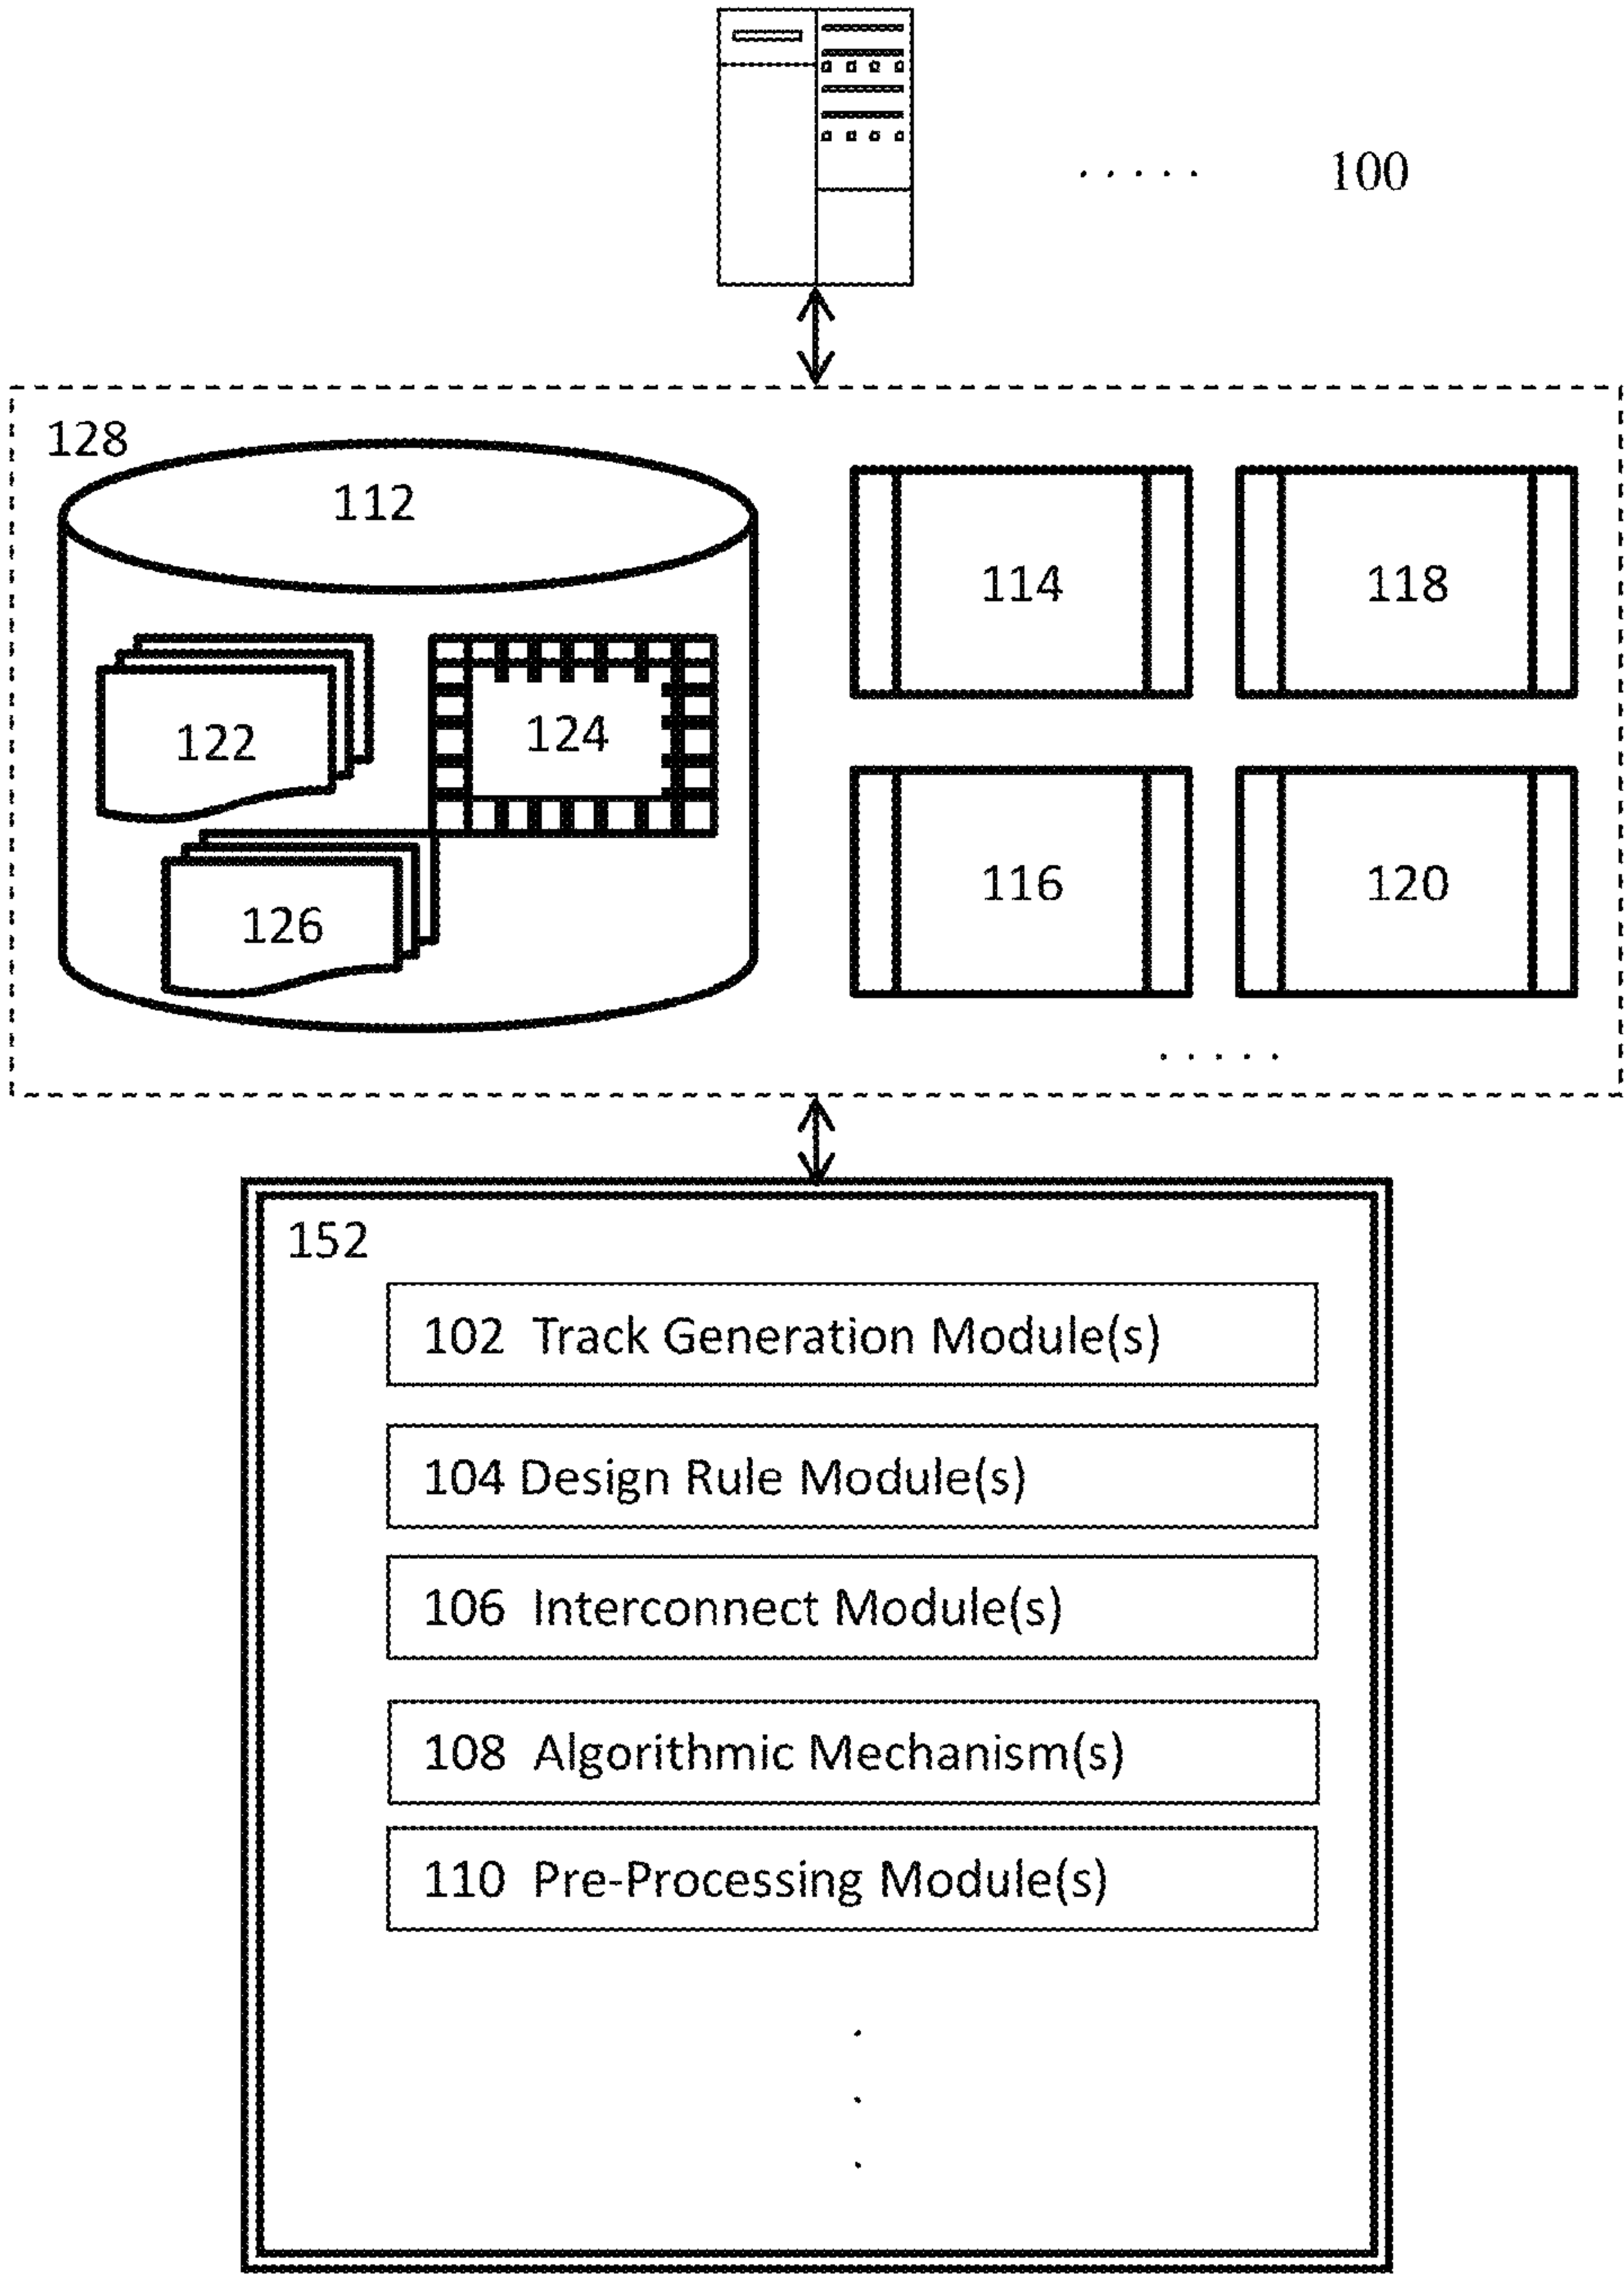 100
128
112
114
118
122
124
116
120
126
152
102 Track Generation Module(s)
104 Design Rule Module(s)
106 Interconnect Module(s)
108 Algorithmic Mechanism(s)
110 Pre-Processing Module(s)